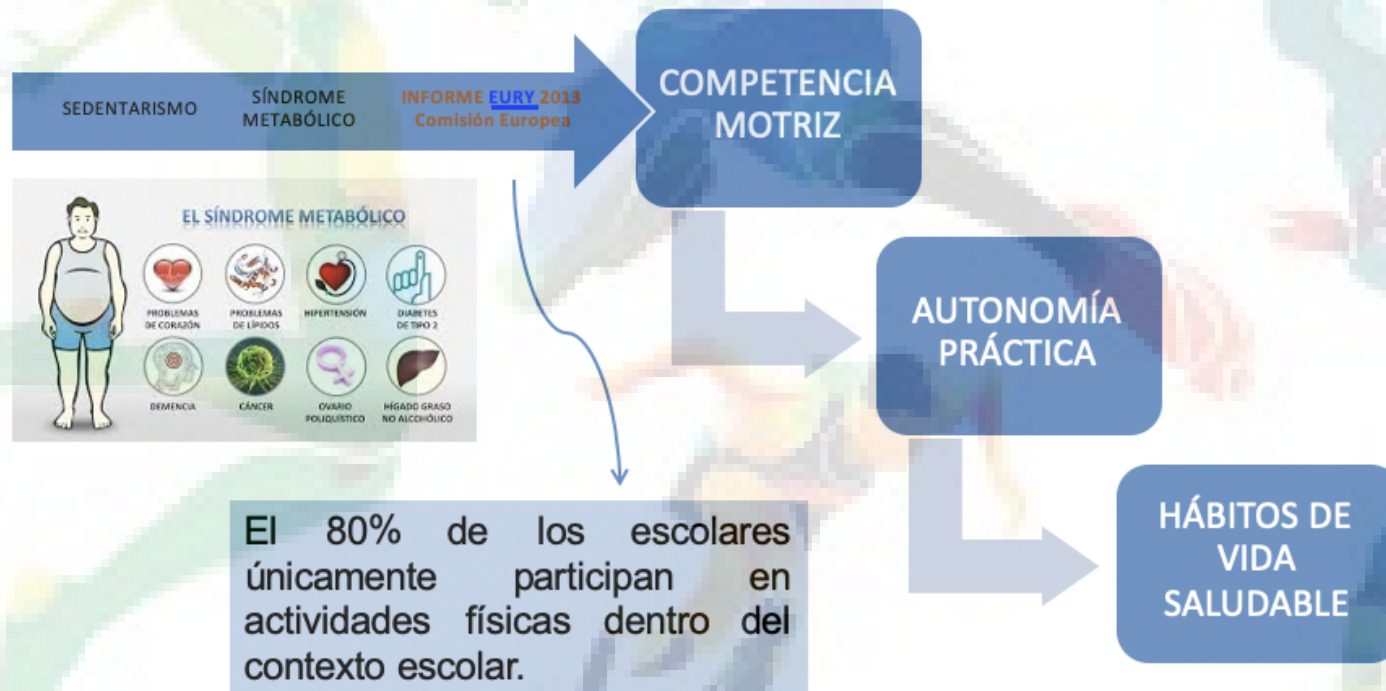 SEDENTARISMO
SÍNDROME
METABÓLICO
INFORME EURY 2013
Comisión Europea
COMPETENCIA
MOTRIZ
EL SÍNDROME METABÓLICO
PROBLEMAS
DE CORAZÓN
PROBLEMAS
DE LÍPIDOS
HIPERTENSIÓN
DIABETES
DE TIPO 2
DEMENCIA
CÁNCER
OVARIO
POLIQUÍSTICO
HÍGADO GRASO
NO ALCOHÓLICO
AUTONOMÍA
PRÁCTICA
El 80% de los escolares
únicamente participan en
actividades físicas dentro del
contexto escolar.
HÁBITOS DE
VIDA
SALUDABLE